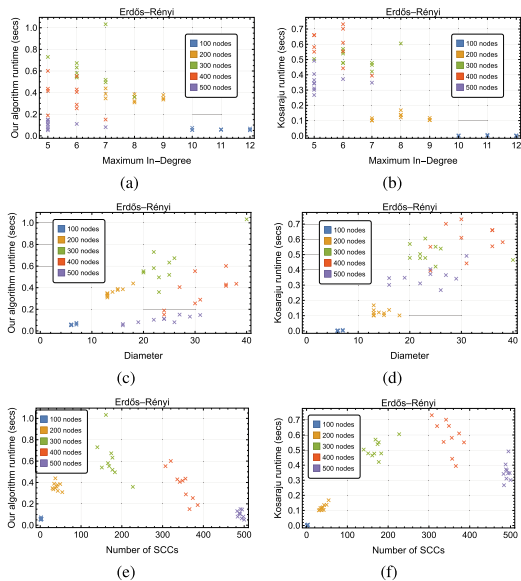 Erdős–Rényi
Our algorithm runtime (secs)
1.0
0.8
0.6
0.4
0.2
0.0
100 nodes
200 nodes
300 nodes
400 nodes
500 nodes
5 6 7 8 9 10 11 12
Maximum In–Degree
(a)
Erdős–Rényi
Kosaraju runtime (secs)
0.7
0.6
0.5
0.4
0.3
0.2
0.1
0.0
100 nodes
200 nodes
300 nodes
400 nodes
500 nodes
5 6 7 8 9 10 11 12
Maximum In–Degree
(b)
Erdős–Rényi
Our algorithm runtime (secs)
1.0
0.8
0.6
0.4
0.2
0.0
100 nodes
200 nodes
300 nodes
400 nodes
500 nodes
0 10 20 30 40
Diameter
(c)
Erdős–Rényi
Kosaraju runtime (secs)
0.7
0.6
0.5
0.4
0.3
0.2
0.1
0.0
100 nodes
200 nodes
300 nodes
400 nodes
500 nodes
0 10 20 30 40
Diameter
(d)
Erdős–Rényi
Our algorithm runtime (secs)
1.0
0.8
0.6
0.4
0.2
0.0
100 nodes
200 nodes
300 nodes
400 nodes
500 nodes
0 100 200 300 400 500
Number of SCCs
(e)
Erdős–Rényi
Kosaraju runtime (secs)
0.7
0.6
0.5
0.4
0.3
0.2
0.1
0.0
100 nodes
200 nodes
300 nodes
400 nodes
500 nodes
0 100 200 300 400 500
Number of SCCs
(f)